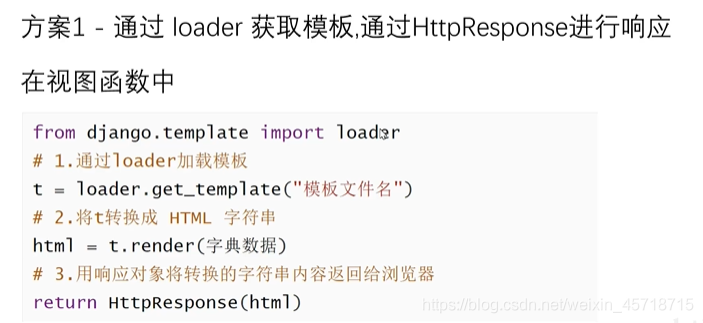 方案1 - 通过 loader 获取模板,通过HttpResponse进行响应
在视图函数中
from django.template import loader
# 1.通过loader加载模板
t = loader.get_template("模板文件名")
# 2.将t转换成 HTML 字符串
html = t.render(字典数据)
# 3.用响应对象将转换的字符串内容返回给浏览器
return HttpResponse(html)
https://blog.csdn.net/weixin_45718715